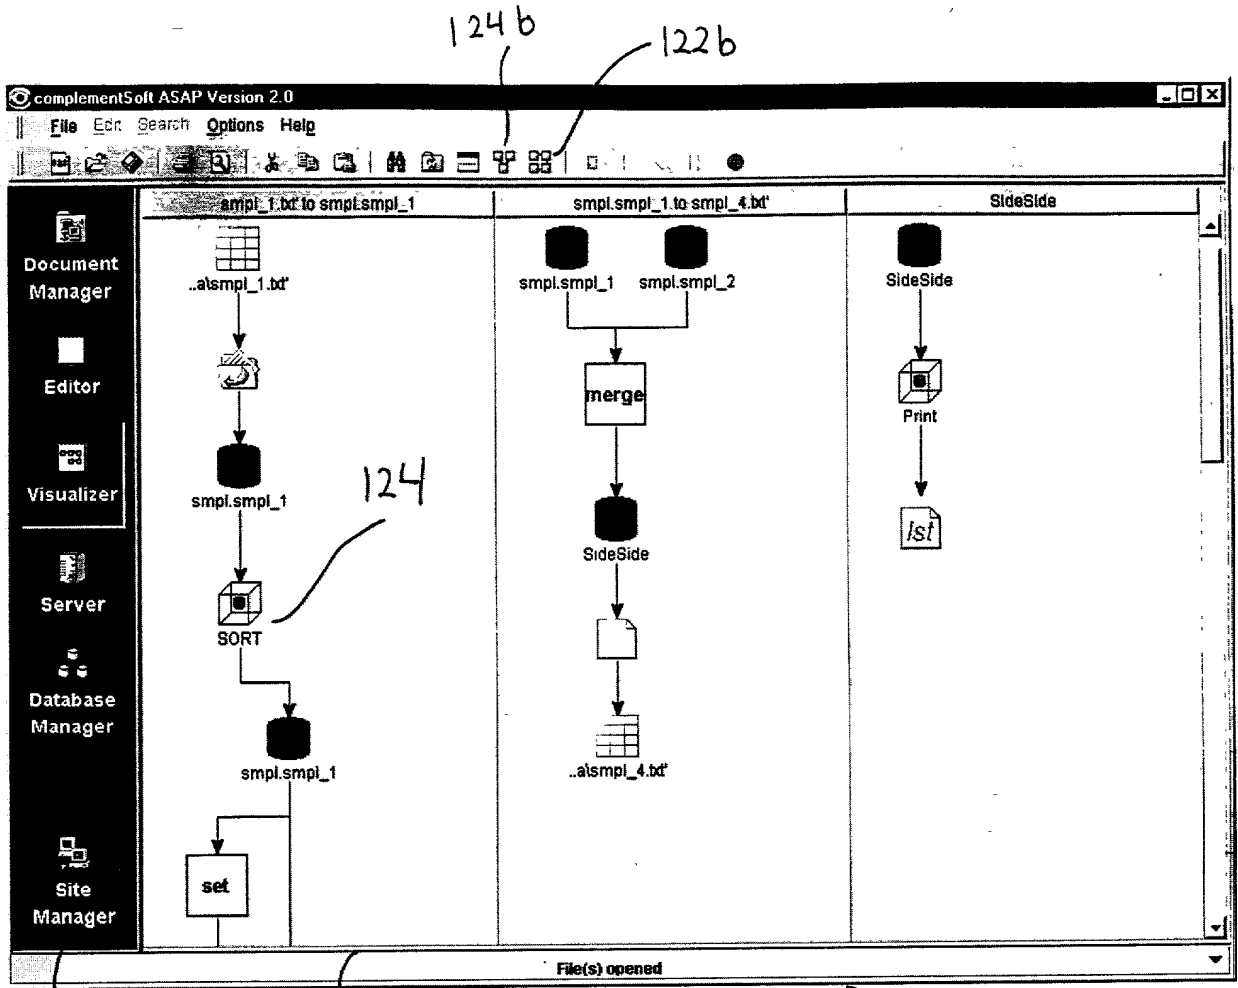 124b
122b
complementSoft ASAP Version 2.0
File Edit Search Options Help
smpl_1.txt' to smpl.smpl_1
smpl.smpl_1.to smpl_4.txt'
SideSide
Document
Manager
Editor
Visualizer
Server
Database
Manager
Site
Manager
..a\smpl_1.txt'
smpl.smpl_1
124
SORT
smpl.smpl_1
set
smpl.smpl_1 smpl.smpl_2
merge
SideSide
..a\smpl_4.txt'
SideSide
Print
lst
File(s) opened